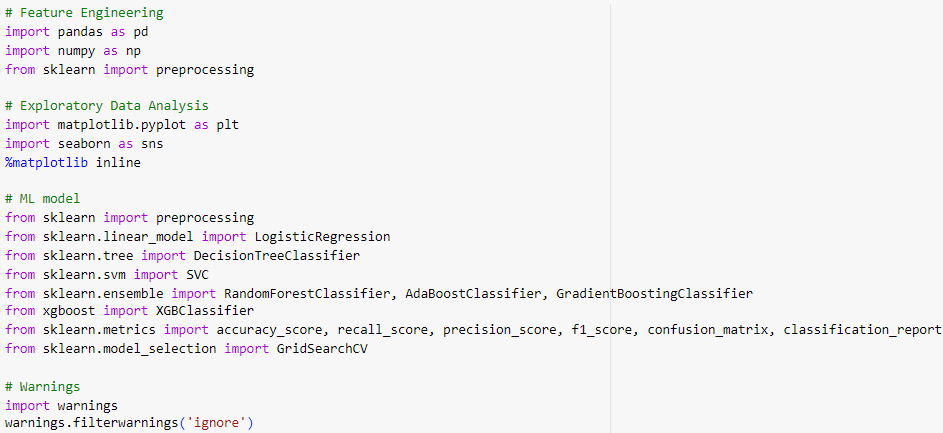 # Feature Engineering
import pandas as pd
import numpy as np
from sklearn import preprocessing
# Exploratory Data Analysis
import matplotlib.pyplot as plt
import seaborn as sns
%matplotlib inline
# ML model
from sklearn import preprocessing
from sklearn.linear_model import LogisticRegression
from sklearn.tree import DecisionTreeClassifier
from sklearn.svm import SVC
from sklearn.ensemble import RandomForestClassifier, AdaBoostClassifier, GradientBoostingClassifier
from xgboost import XGBClassifier
from sklearn.metrics import accuracy_score, recall_score, precision_score, f1_score, confusion_matrix, classification_report
from sklearn.model_selection import GridSearchCV
# Warnings
import warnings
warnings.filterwarnings('ignore')